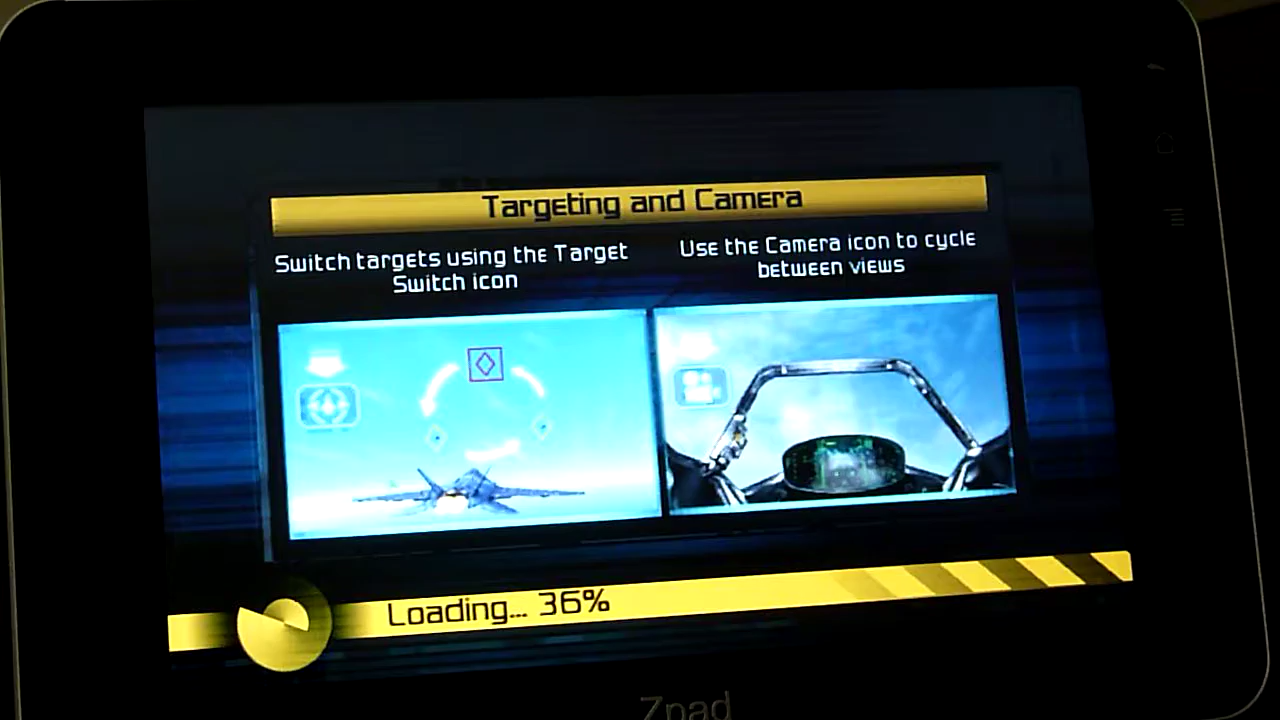 Targeting and Camera
Switch targets using the Target
Switch icon
Use the Camera icon to cycle
between views
Loading... 36%
Zpad